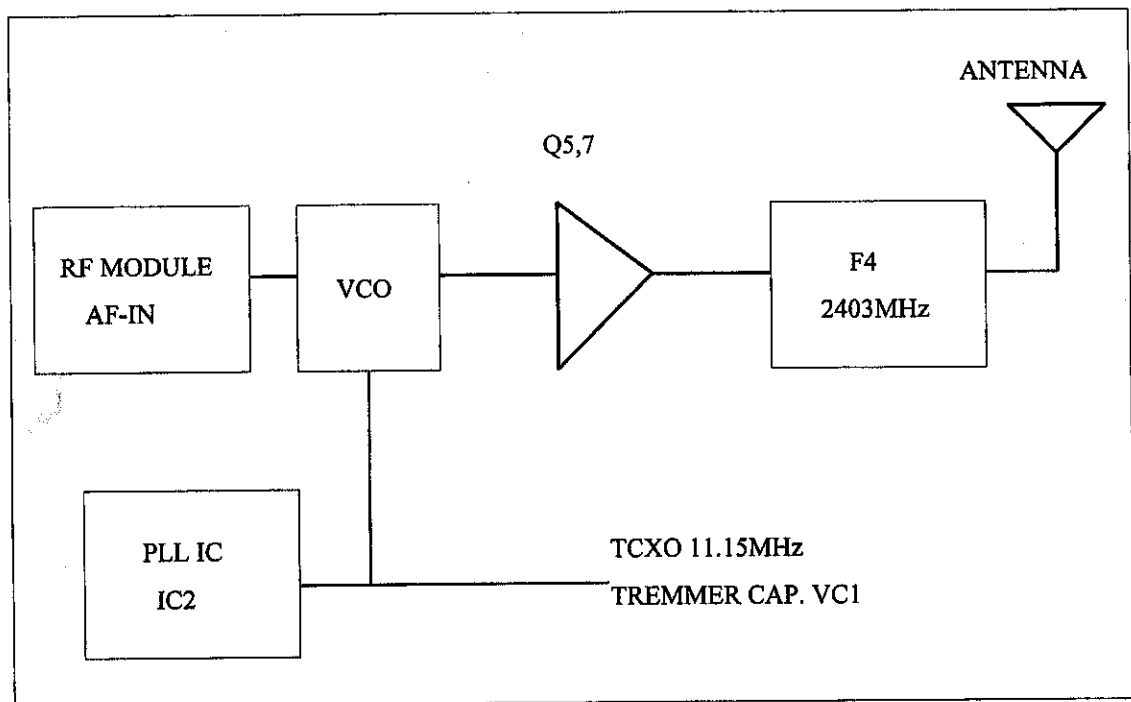 ANTENNA
Q5,7
RF MODULE
AF-IN
VCO
F4
2403MHz
PLL IC
IC2
TCXO 11.15MHz
TREMMER CAP. VC1